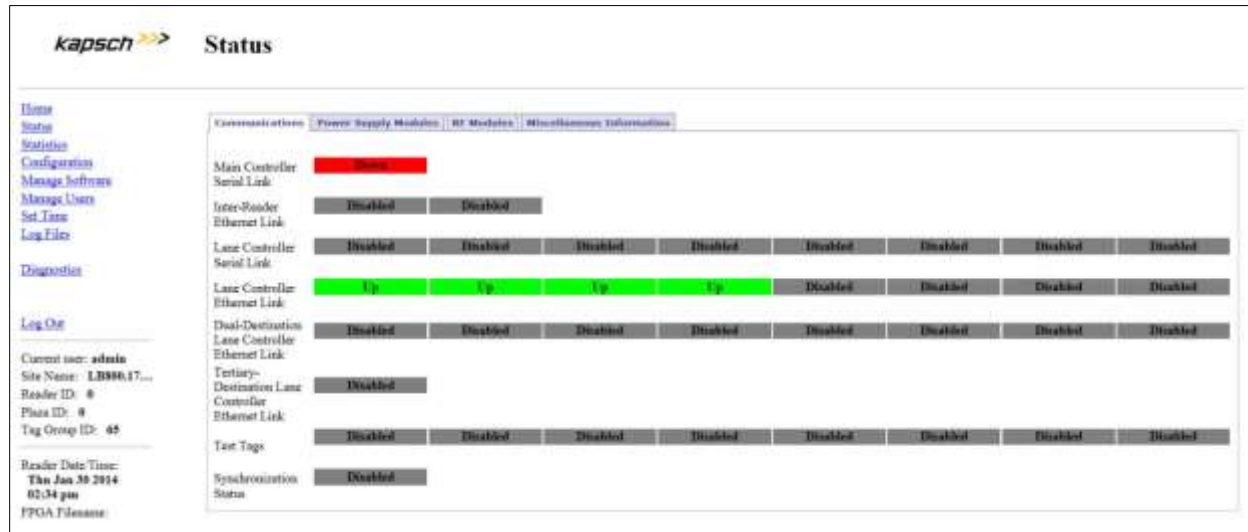 kapsch >>>
Status
Home
Status
Statistics
Configuration
Manage Software
Manage Users
Set Time
Log Files
Diagnostics
Log Out
Current user: admin
Site Name: LB800.17....
Reader ID: 0
Plaza ID: 0
Tag Group ID: 65
Reader Date/Time:
Thu Jan 30 2014
02:34 pm
FPGA Filename:
Communications Power Supply Modules RF Modules Miscellaneous Information
Main Controller
Serial Link
Down
Inter-Reader
Ethernet Link
Disabled Disabled
Lane Controller
Serial Link
Disabled Disabled Disabled Disabled Disabled Disabled Disabled Disabled
Lane Controller
Ethernet Link
Up Up Up Up Disabled Disabled Disabled Disabled
Dual-Destination
Lane Controller
Ethernet Link
Disabled Disabled Disabled Disabled Disabled Disabled Disabled Disabled
Tertiary-
Destination Lane
Controller
Ethernet Link
Disabled
Test Tags
Disabled Disabled Disabled Disabled Disabled Disabled Disabled Disabled
Synchronization
Status
Disabled